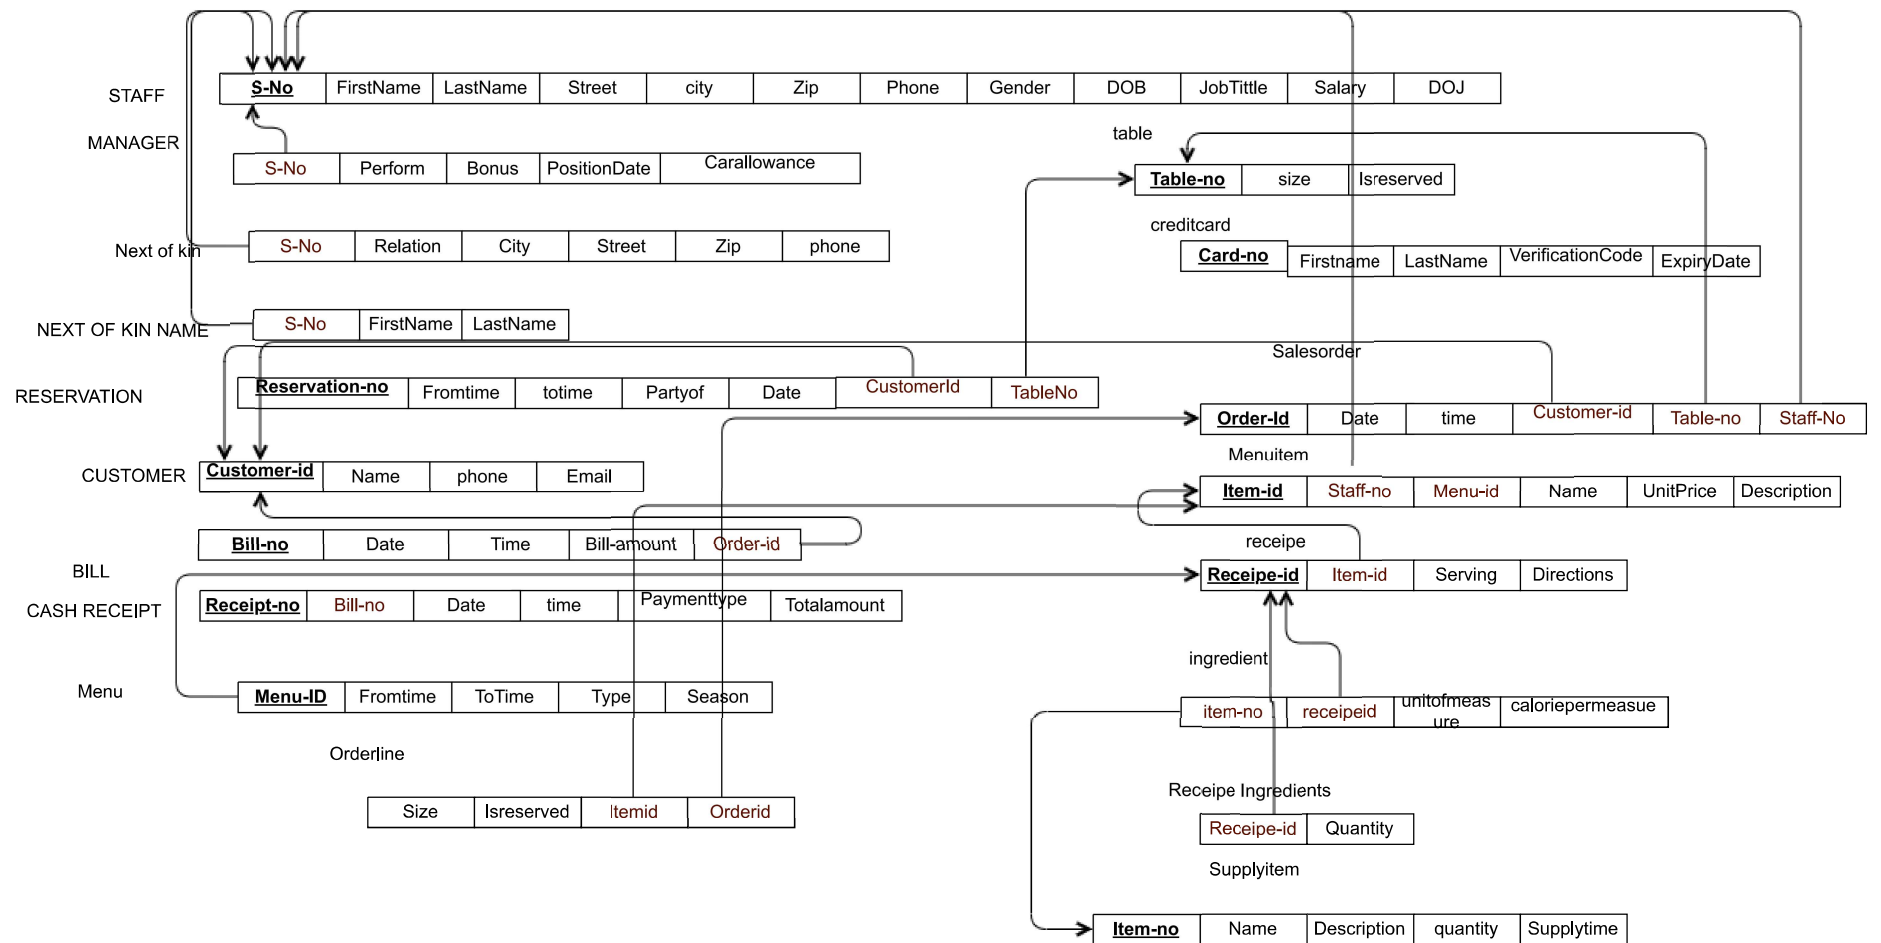 STAFF
S-No FirstName LastName Street city Zip Phone Gender DOB JobTittle Salary DOJ
MANAGER
S-No Perform Bonus PositionDate Carallowance
table
Table-no size Isreserved
creditcard
Card-no Firstname LastName VerificationCode ExpiryDate
Next of kin
S-No Relation City Street Zip phone
NEXT OF KIN NAME
S-No FirstName LastName
RESERVATION
Reservation-no Fromtime totime Partyof Date CustomerId TableNo
Salesorder
Order-Id Date time Customer-id Table-no Staff-No
CUSTOMER
Customer-id Name phone Email
Menuitem
Item-id Staff-no Menu-id Name UnitPrice Description
Bill-no Date Time Bill-amount Order-id
BILL
receipe
Receipe-id Item-id Serving Directions
CASH RECEIPT
Receipt-no Bill-no Date time Paymenttype Totalamount
Menu
Menu-ID Fromtime ToTime Type Season
ingredient
item-no receipeid unitofmeas
ure caloriepermeasue
Orderline
Size Isreserved Itemid Orderid
Receipe Ingredients
Receipe-id Quantity
Supplyitem
Item-no Name Description quantity Supplytime